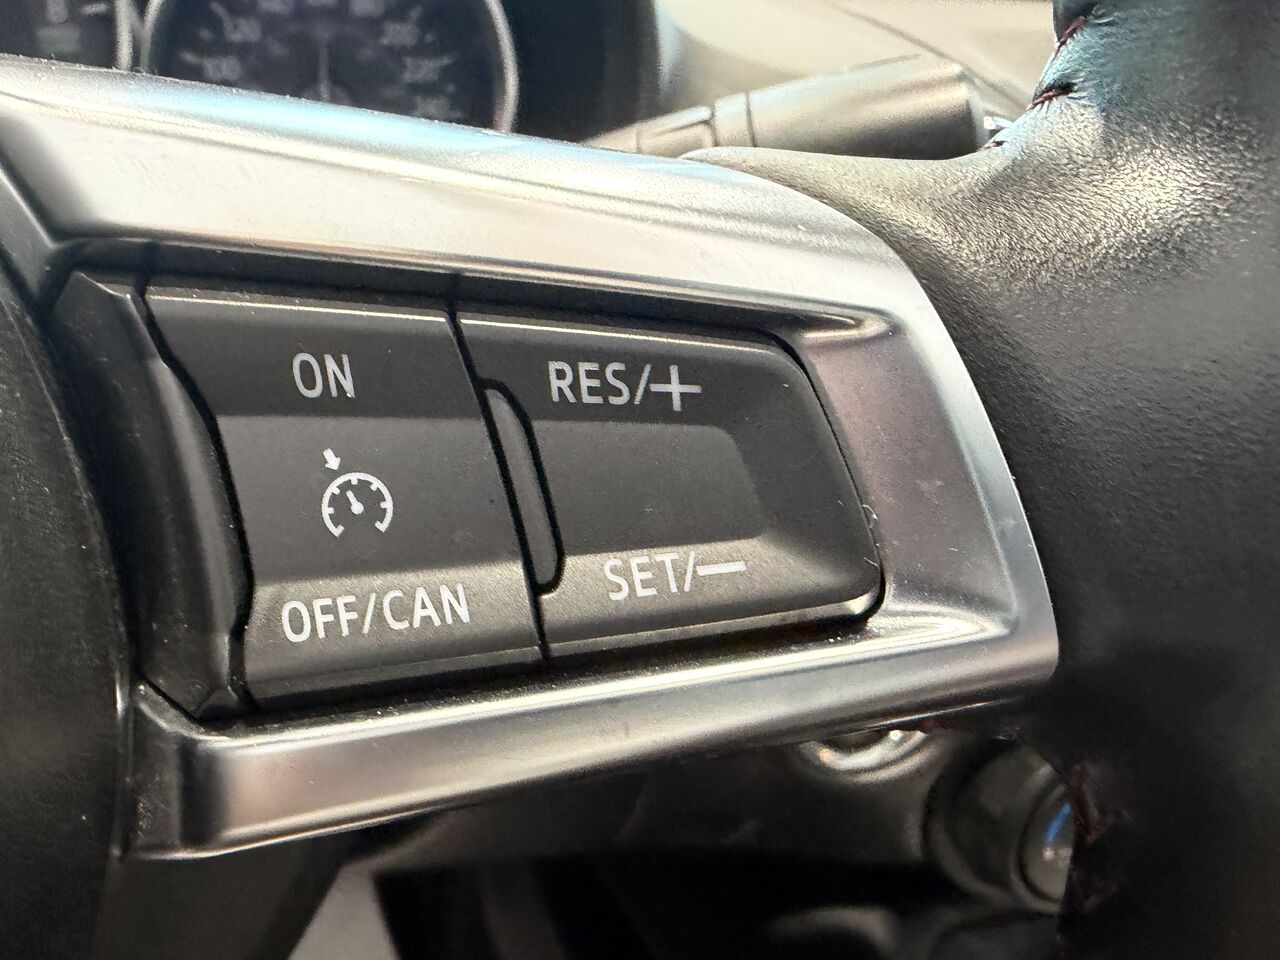 ON
RES/+
OFF/CAN
SET/—